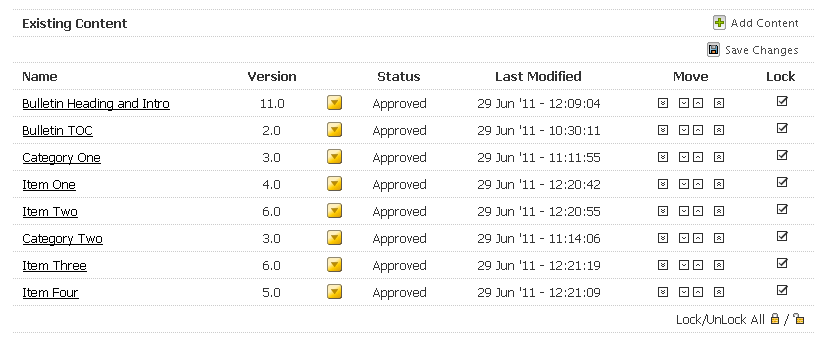 Existing Content Add Content
Save Changes
Name Version Status Last Modified Move Lock
Bulletin Heading and Intro 11.0 Approved 29 Jun '11 - 12:09:04
Bulletin TOC 2.0 Approved 29 Jun '11 - 10:30:11
Category One 3.0 Approved 29 Jun '11 - 11:11:55
Item One 4.0 Approved 29 Jun '11 - 12:20:42
Item Two 6.0 Approved 29 Jun '11 - 12:20:55
Category Two 3.0 Approved 29 Jun '11 - 11:14:06
Item Three 6.0 Approved 29 Jun '11 - 12:21:19
Item Four 5.0 Approved 29 Jun '11 - 12:21:09
Lock/UnLock All /